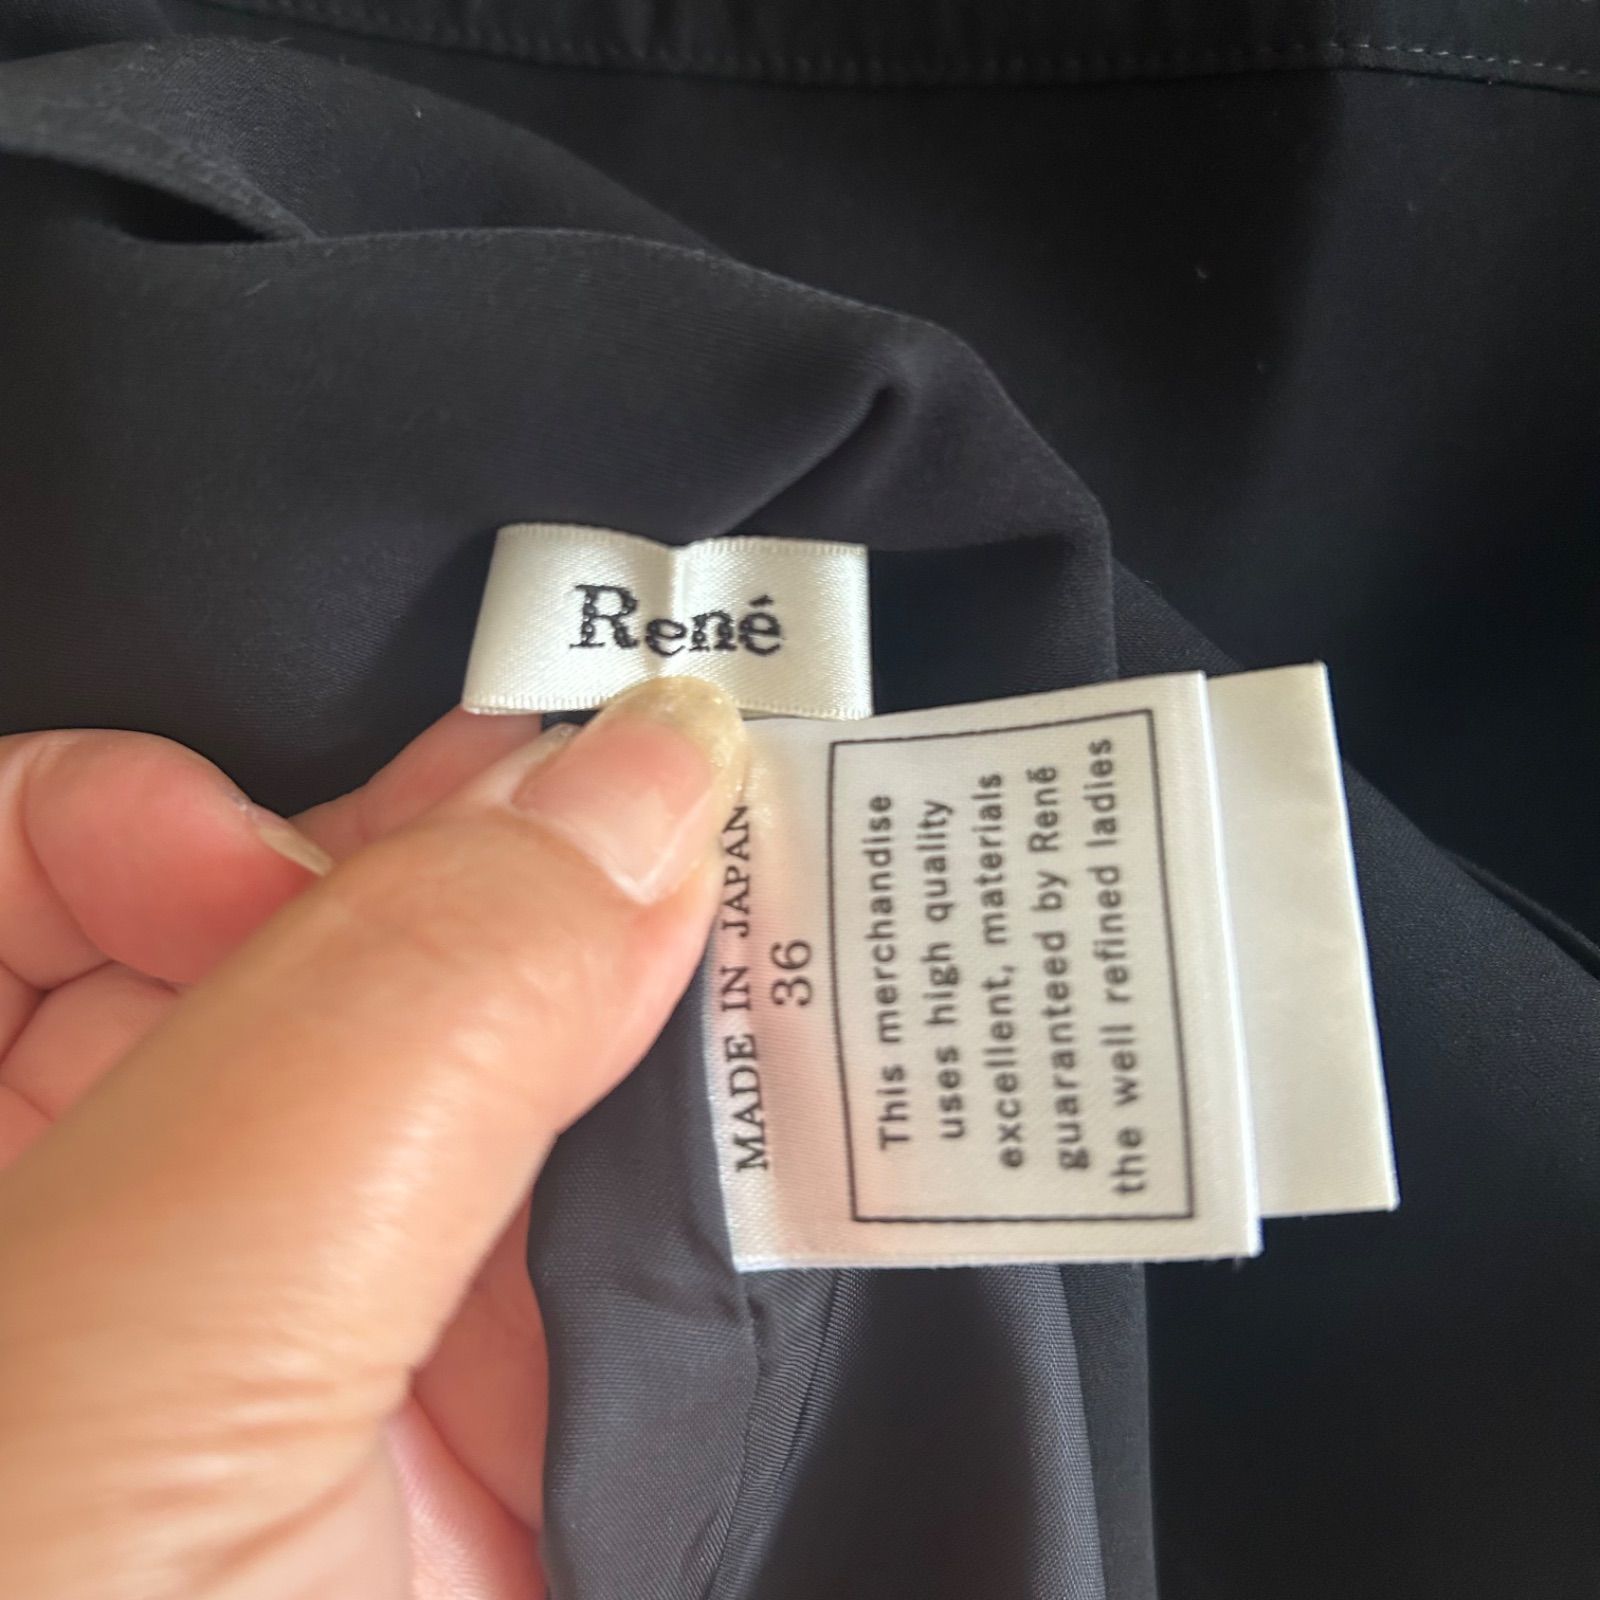 René
MADE IN JAPAN
36
This merchandise
uses high quality
excellent, materials
guaranteed by René
the well refined ladies